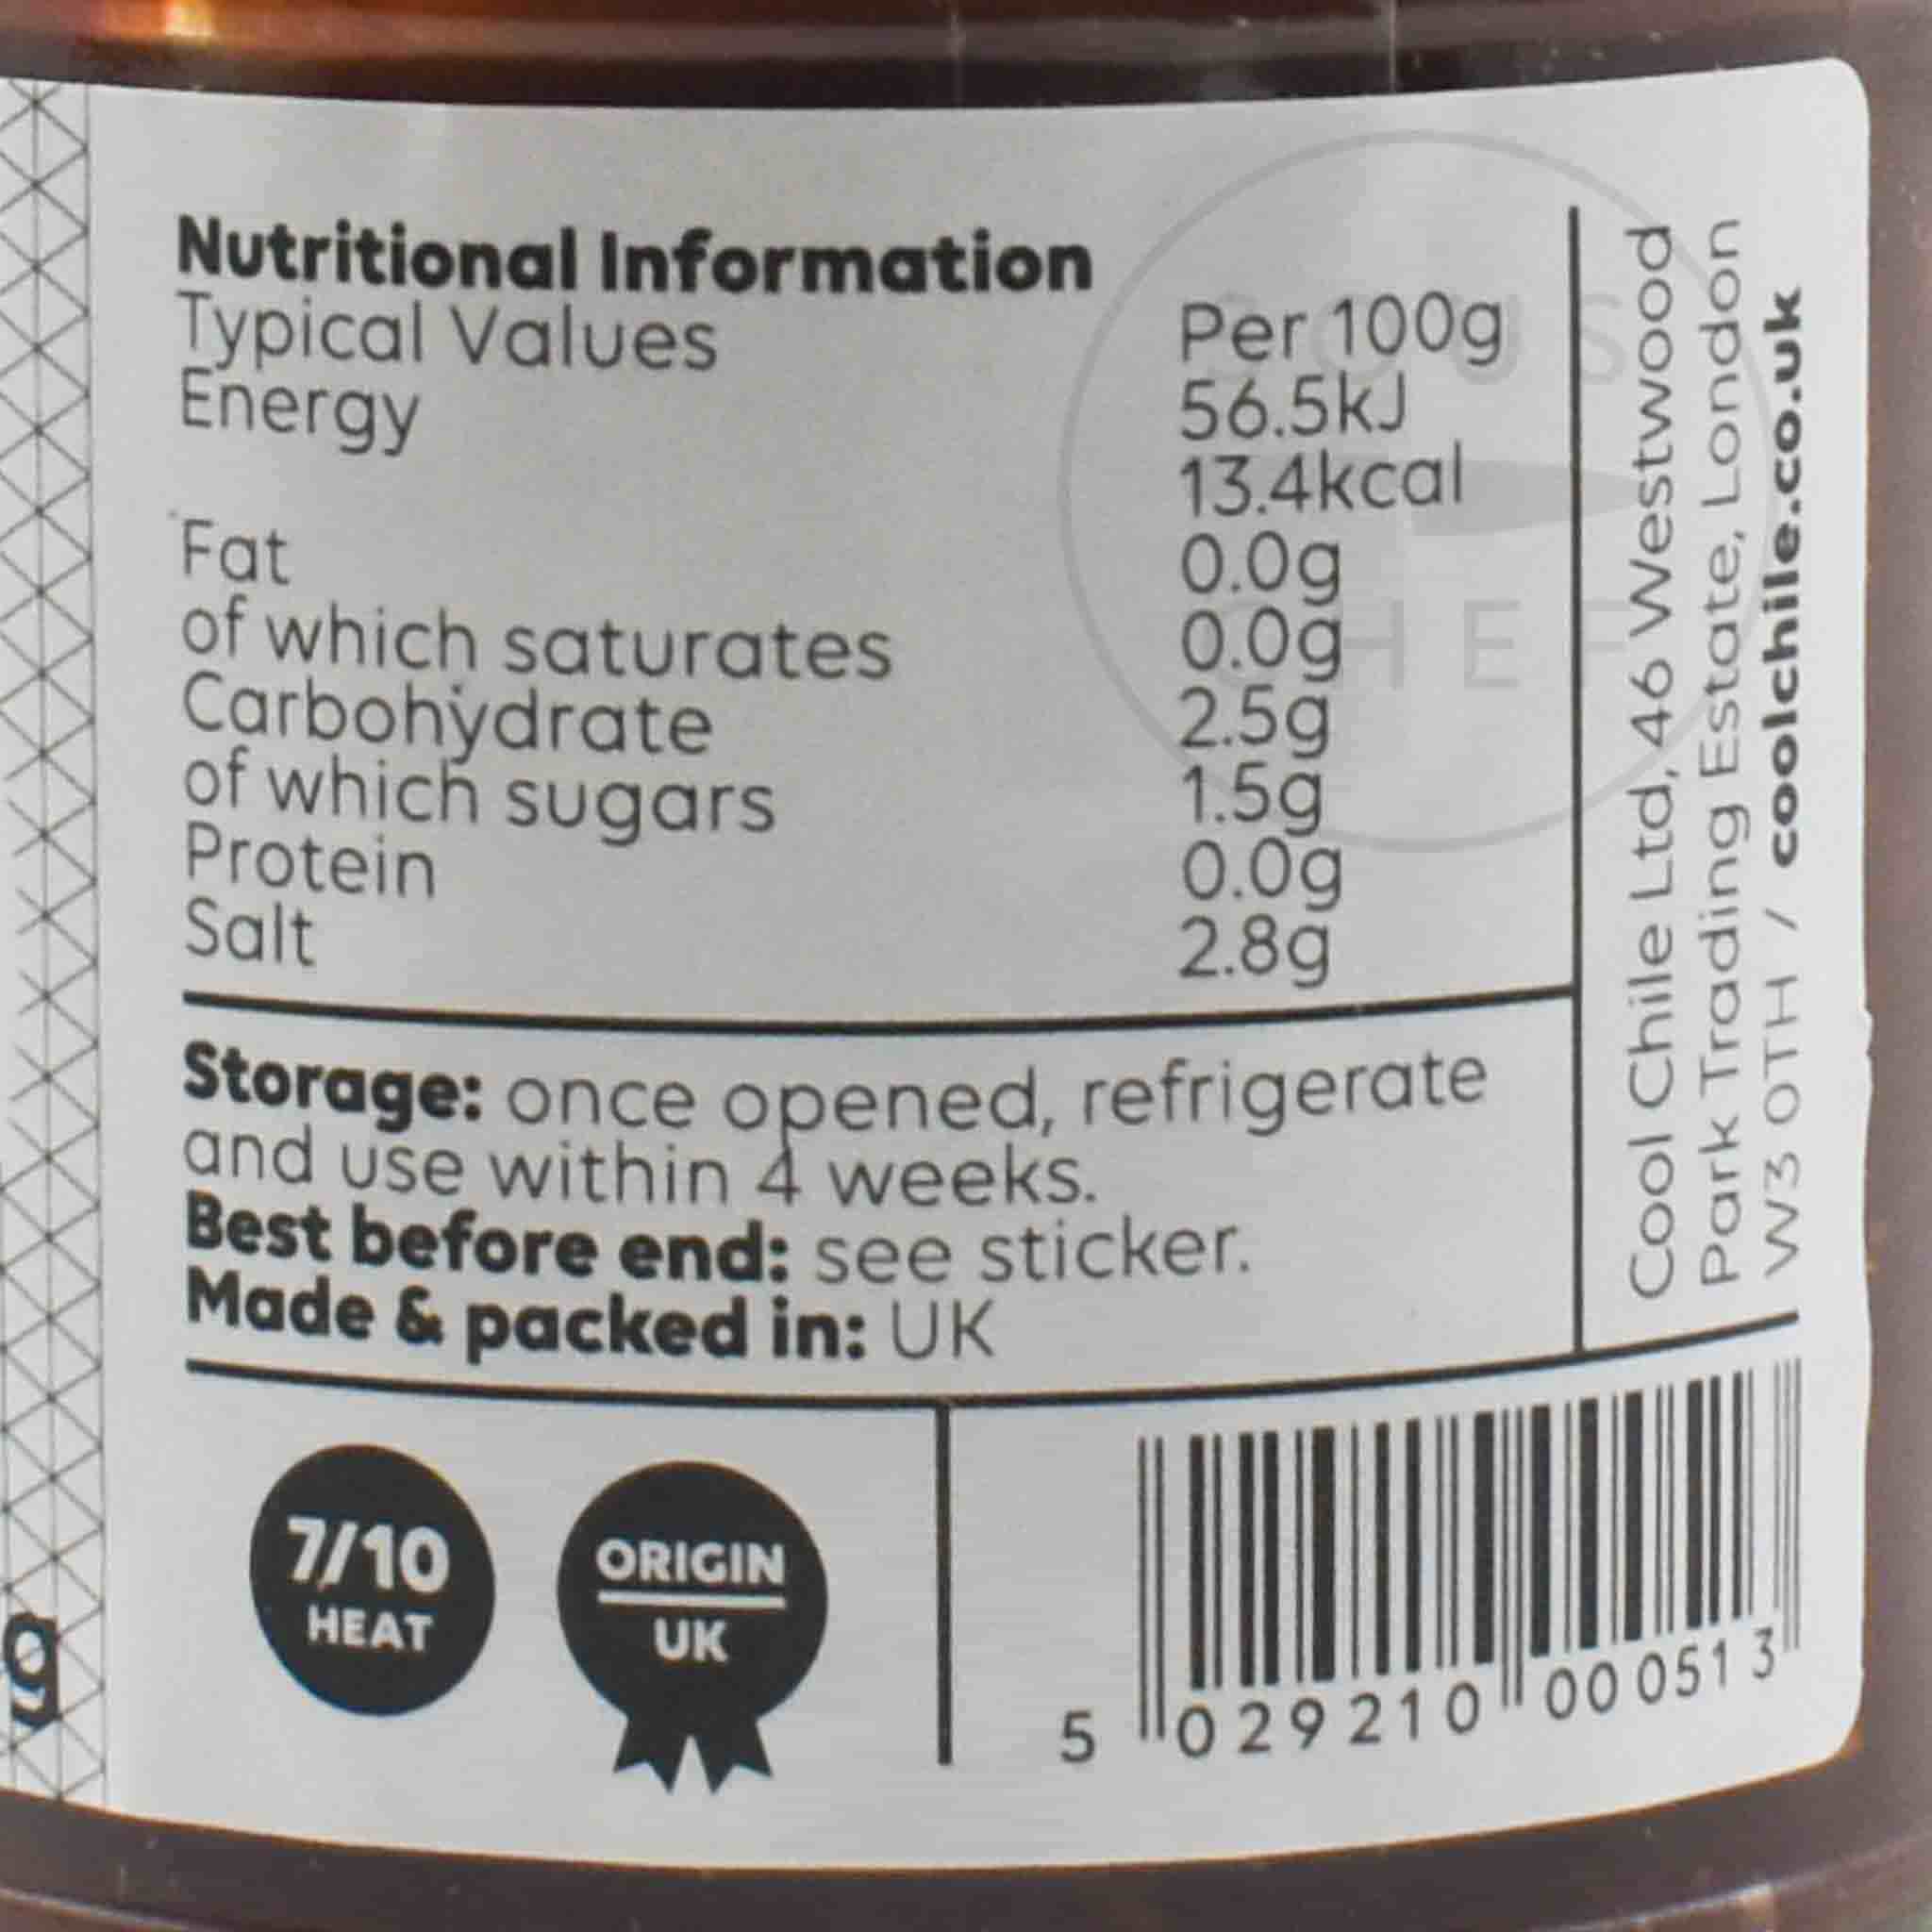 Nutritional Information
Typical Values Per 100g
Energy 56.5kJ
13.4kcal
Fat 0.0g
of which saturates 0.0g
Carbohydrate 2.5g
of which sugars 1.5g
Protein 0.0g
Salt 2.8g
Storage: once opened, refrigerate
and use within 4 weeks.
Best before end: see sticker.
Made & packed in: UK
Cool Chile Ltd, 46 Westwood
Park Trading Estate, London
W3 0TH / coolchile.co.uk
7/10
HEAT
ORIGIN
UK
5 029210 000513
SOUS
CHEF
g